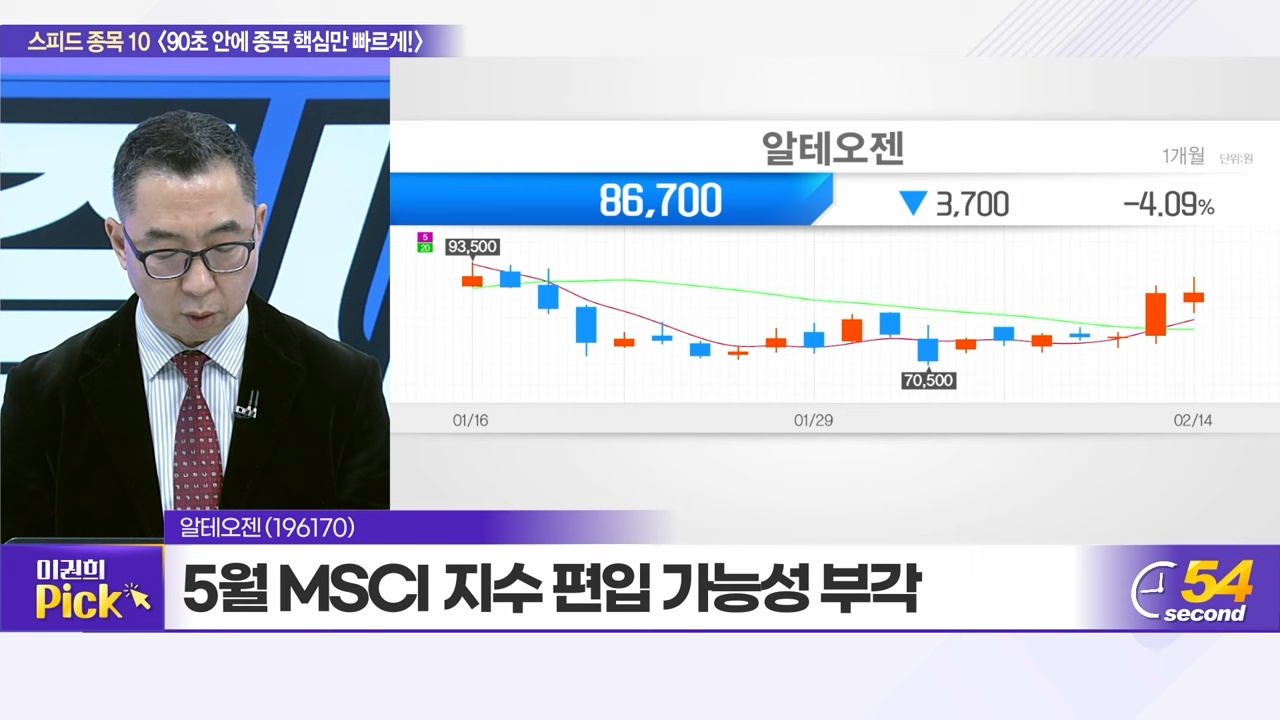 스피드 종목 10 〈90초 안에 종목 핵심만 빠르게!〉
알테오젠
1개월 단위:원
86,700 ▼ 3,700 -4.09%
5
20
93,500
70,500
01/16 01/29 02/14
알테오젠(196170)
이권희
Pick
5월 MSCI 지수 편입 가능성 부각
54
second